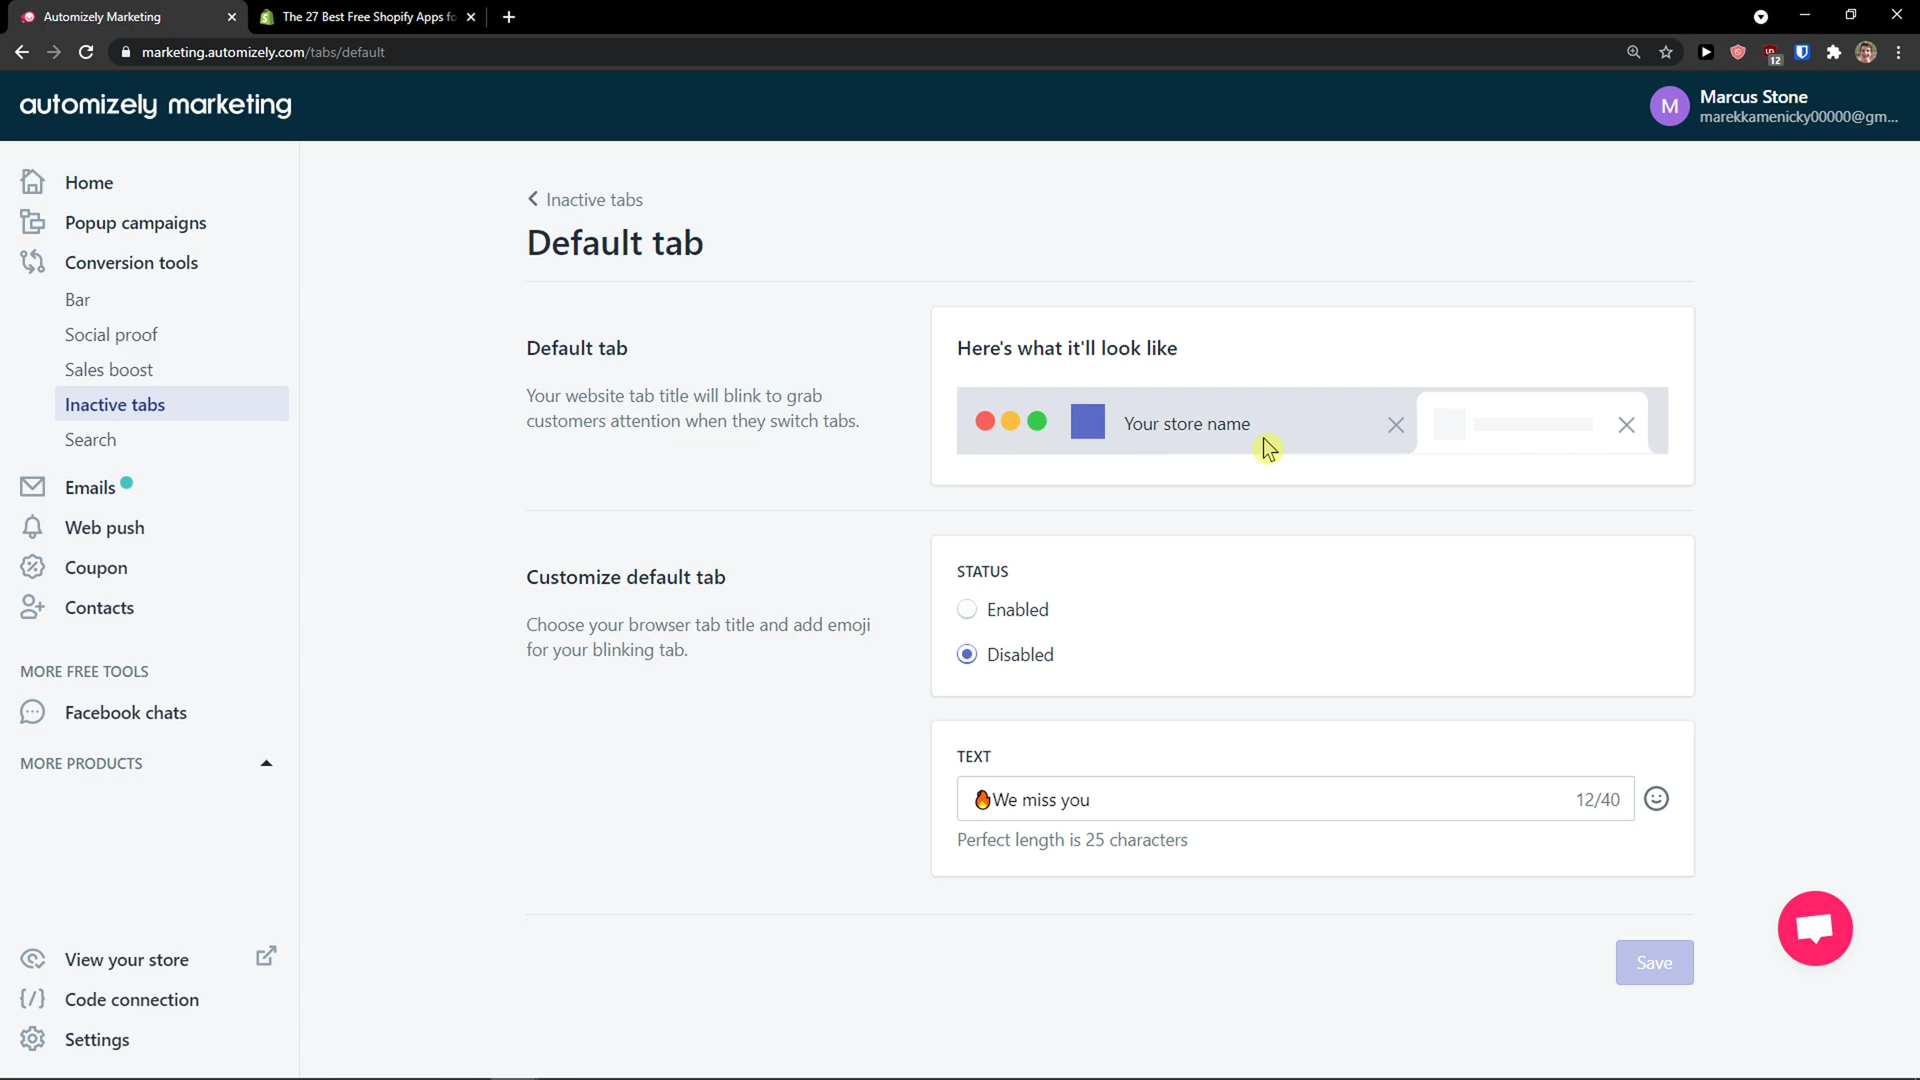 Automizely Marketing
The 27 Best Free Shopify Apps fo
marketing.automizely.com/tabs/default
12
automizely marketing
M
Marcus Stone
marekkamenicky00000@gm...
Home
Popup campaigns
Conversion tools
Bar
Social proof
Sales boost
Inactive tabs
Search
Emails
Web push
Coupon
Contacts
MORE FREE TOOLS
Facebook chats
MORE PRODUCTS
View your store
Code connection
Settings
Inactive tabs
Default tab
Default tab
Your website tab title will blink to grab
customers attention when they switch tabs.
Here's what it'll look like
Your store name
Customize default tab
Choose your browser tab title and add emoji
for your blinking tab.
STATUS
Enabled
Disabled
TEXT
🔥We miss you 12/40
Perfect length is 25 characters
Save